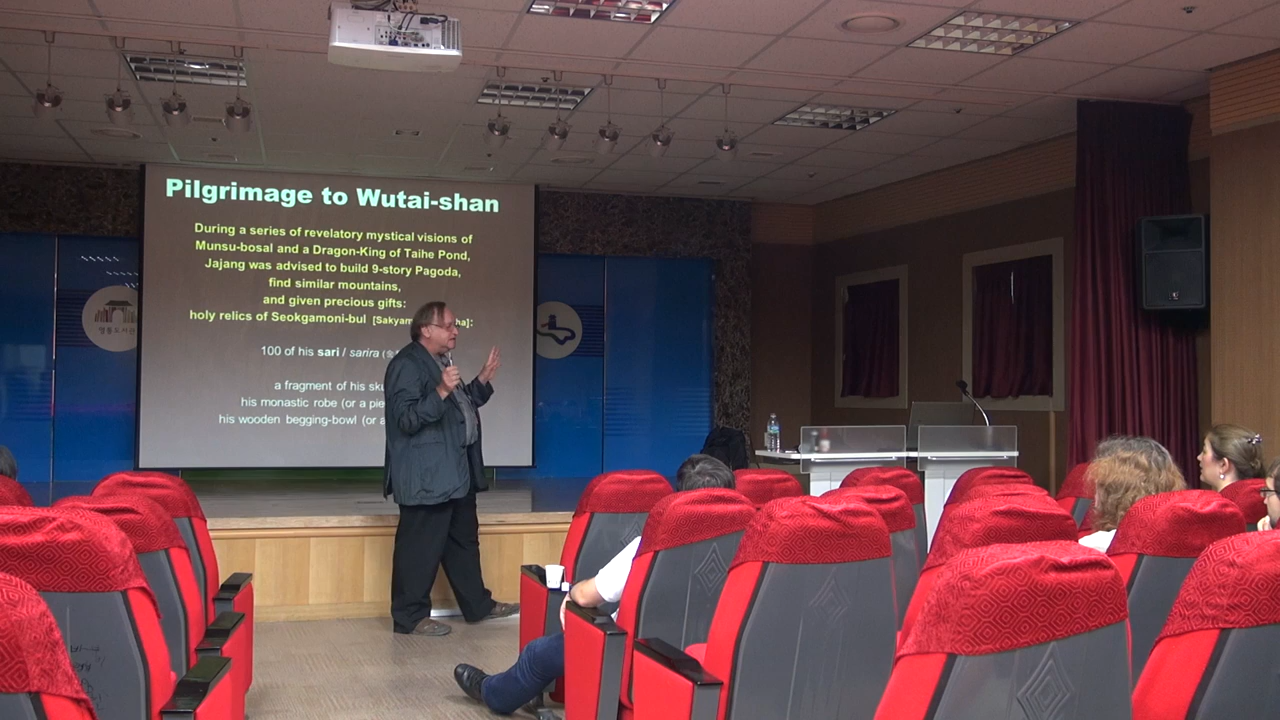 Pilgrimage to Wutai-shan
During a series of revelatory mystical visions of
Munsu-bosal and a Dragon-King of Taihe Pond,
Jajang was advised to build 9-story Pagoda,
find similar mountains,
and given precious gifts:
holy relics of Seokgamoni-bul [Sakyam ha]:
100 of his sari / sarira
a fragment of his sku
his monastic robe (or a pie
his wooden begging-bowl (or a